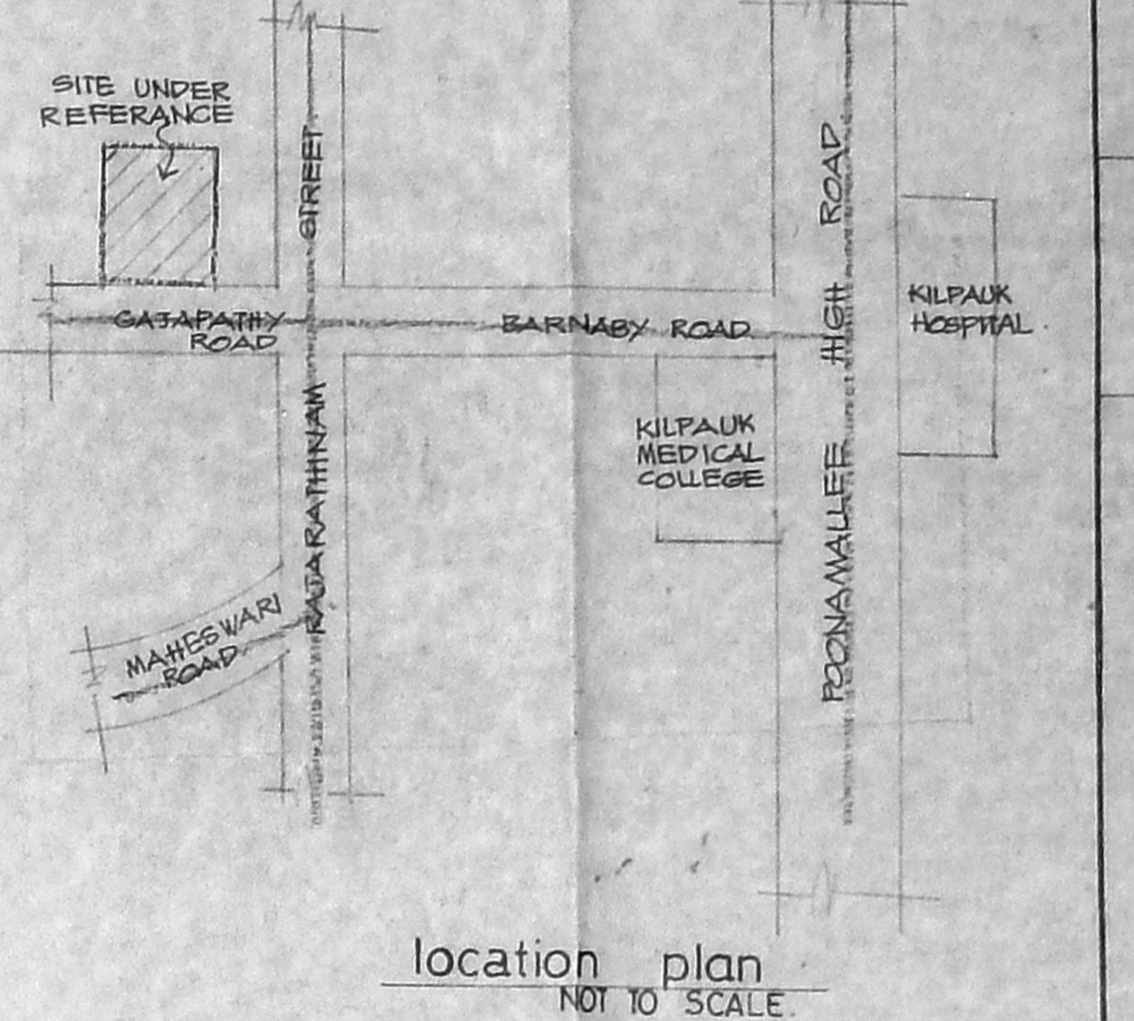 SITE UNDER
REFERANCE
STREET
RAJARATHINAM
GAJAPATHY
ROAD
BARNABY ROAD
POONAMALLEE HIGH ROAD
KILPAUK
HOSPITAL
KILPAUK
MEDICAL
COLLEGE
MAHESWARI
ROAD
location plan
NOT TO SCALE.